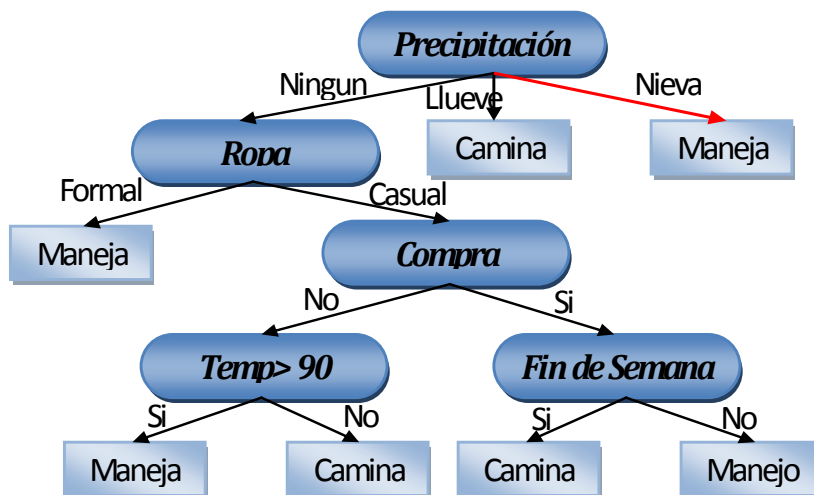 Precipitación
Ningun
Llueve
Nieva
Ropa
Camina
Maneja
Formal
Casual
Maneja
Compra
No
Si
Temp> 90
Fin de Semana
Si
No
Si
No
Maneja
Camina
Camina
Manejo